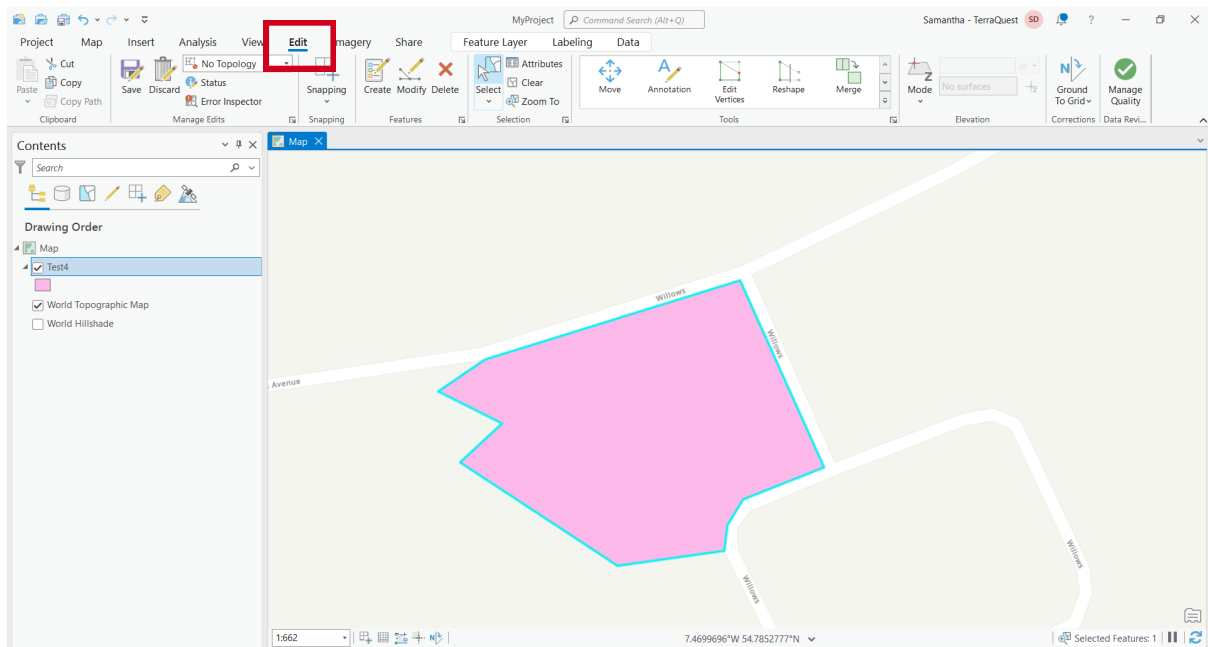 MyProject
Command Search (Alt+Q)
Samantha - TerraQuest
SD
?
Project Map Insert Analysis View Edit Imagery Share Feature Layer Labeling Data
Paste
Cut
Copy
Copy Path
Clipboard
Save
Discard
No Topology
Status
Error Inspector
Manage Edits
Snapping
Snapping
Create
Modify
Delete
Features
Select
Attributes
Clear
Zoom To
Selection
Move
Annotation
Edit
Vertices
Reshape
Merge
Tools
Mode
No surfaces
m
Elevation
Ground
To Grid
Corrections
Manage
Quality
Data Revi...
Contents
Search
Drawing Order
Map
Test4
World Topographic Map
World Hillshade
Map
Willows
Willows
Avenue
Willows
Willows
1:662
7.4699696°W 54.7852777°N
Selected Features: 1